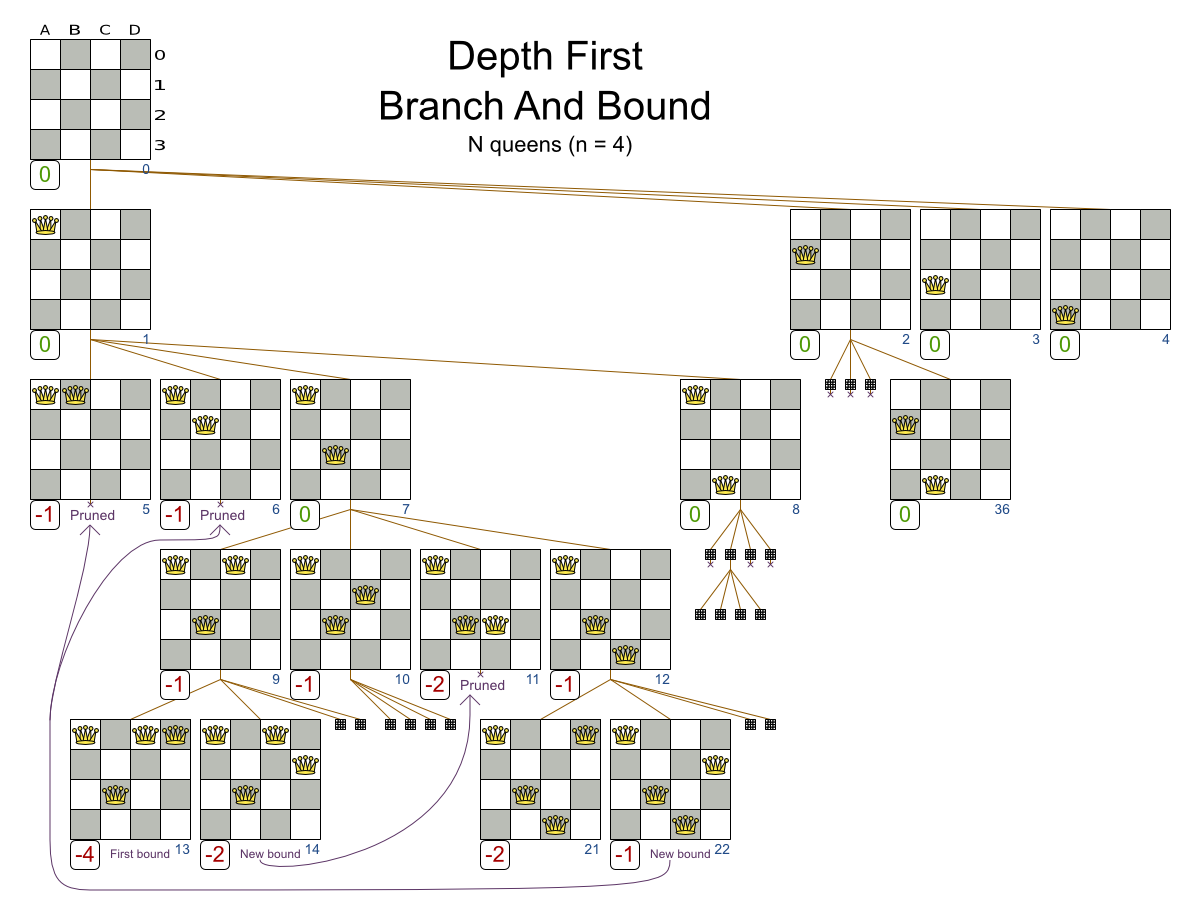 A B C D
Depth First
Branch And Bound
N queens (n = 4)
0
1
2
3
0 0
0 1
0 2
0 3
0 4
-1 Pruned 5
-1 Pruned 6
0 7
0 8
0 36
-1 9
-1 10
-2 Pruned 11
-1 12
-4 First bound 13
-2 New bound 14
-2 21
-1 New bound 22